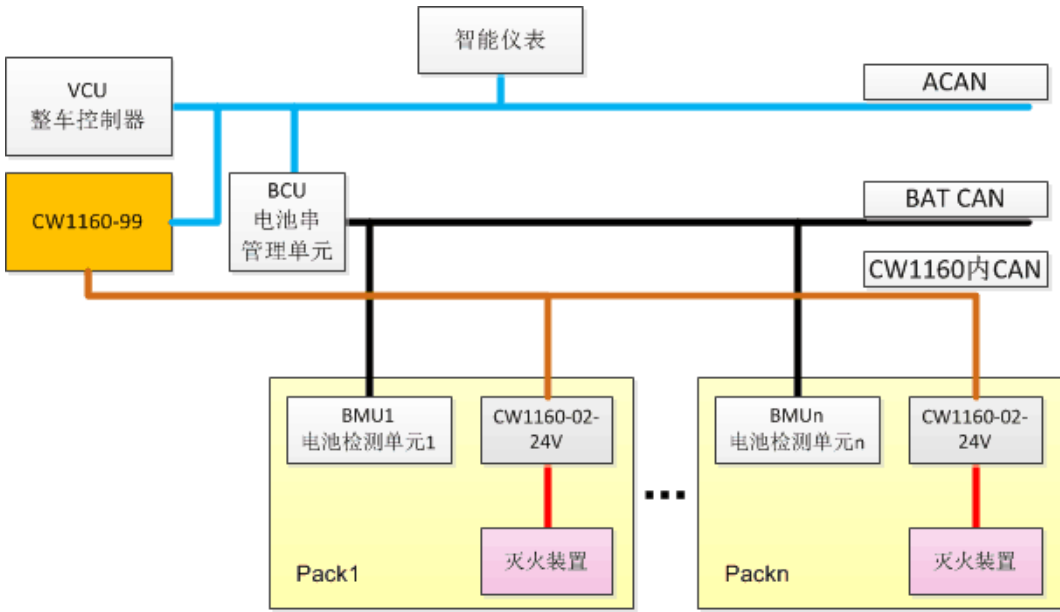 智能仪表
VCU
整车控制器
ACAN
CW1160-99
BCU
电池串
管理单元
BAT CAN
CW1160内CAN
BMU1
电池检测单元1
CW1160-02-
24V
灭火装置
Pack1
...
BMUn
电池检测单元n
CW1160-02-
24V
灭火装置
Packn